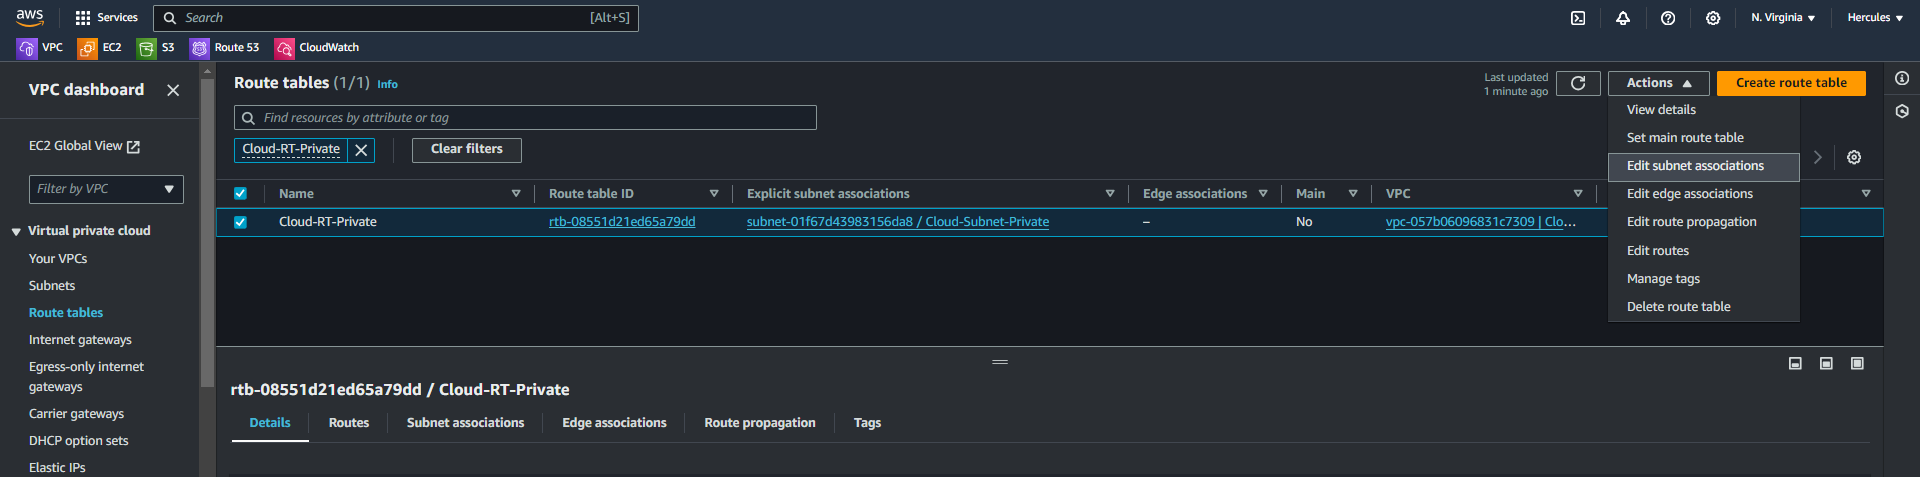 aws Services Search [Alt+S] N. Virginia Hercules
VPC EC2 S3 Route 53 CloudWatch
VPC dashboard
EC2 Global View
Filter by VPC
Virtual private cloud
Your VPCs
Subnets
Route tables
Internet gateways
Egress-only internet
gateways
Carrier gateways
DHCP option sets
Elastic IPs
Route tables (1/1) Info
Last updated
1 minute ago
Actions
Create route table
Find resources by attribute or tag
Cloud-RT-Private
Clear filters
View details
Set main route table
Edit subnet associations
Edit edge associations
Edit route propagation
Edit routes
Manage tags
Delete route table
Name Route table ID Explicit subnet associations Edge associations Main VPC
Cloud-RT-Private rtb-08551d21ed65a79dd subnet-01f67d43983156da8 / Cloud-Subnet-Private – No vpc-057b06096831c7309 | Clo...
rtb-08551d21ed65a79dd / Cloud-RT-Private
Details Routes Subnet associations Edge associations Route propagation Tags